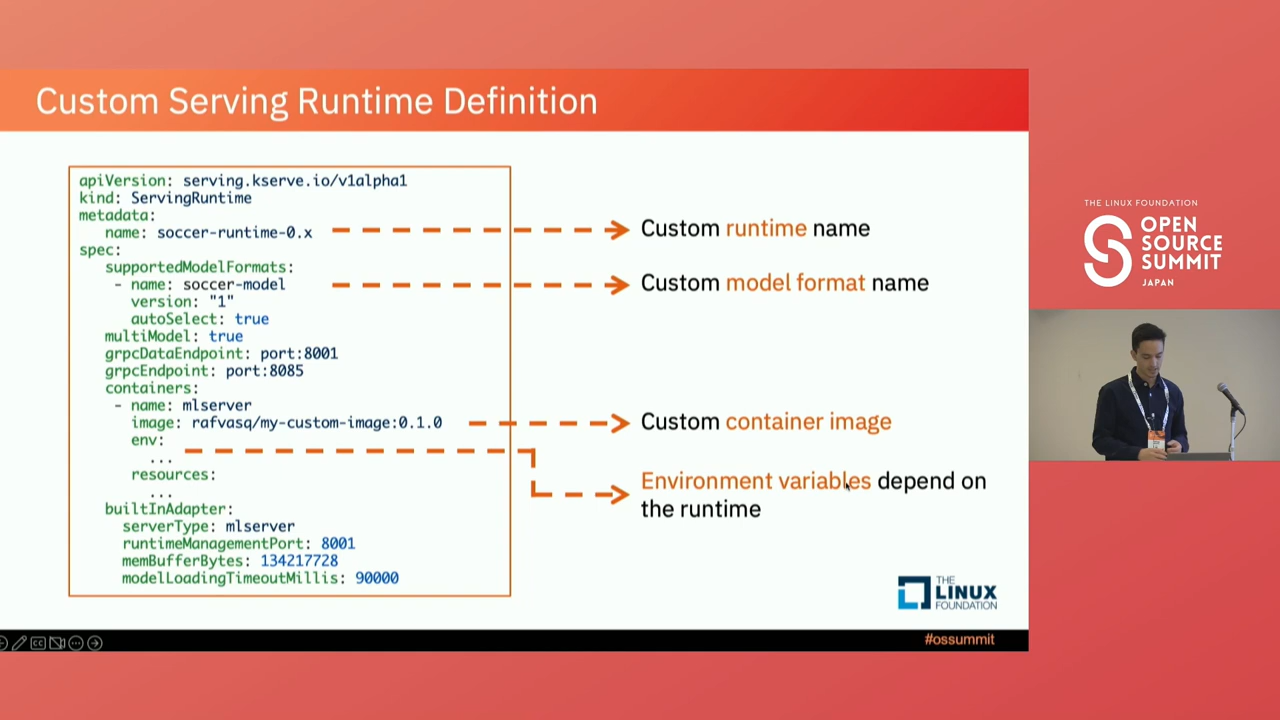 Custom Serving Runtime Definition
apiVersion: serving.kserve.io/v1alpha1
kind: ServingRuntime
metadata:
name: soccer-runtime-0.x
spec:
supportedModelFormats:
- name: soccer-model
version: "1"
autoSelect: true
multiModel: true
grpcDataEndpoint: port:8001
grpcEndpoint: port:8085
containers:
- name: mlserver
image: rafvasq/my-custom-image:0.1.0
env:
...
resources:
...
builtInAdapter:
serverType: mlserver
runtimeManagementPort: 8001
memBufferBytes: 134217728
modelLoadingTimeoutMillis: 90000
Custom runtime name
Custom model format name
Custom container image
Environment variables depend on
the runtime
THE
LINUX
FOUNDATION
#ossummit
CC
THE LINUX FOUNDATION
OPEN
SOURCE
SUMMIT
JAPAN